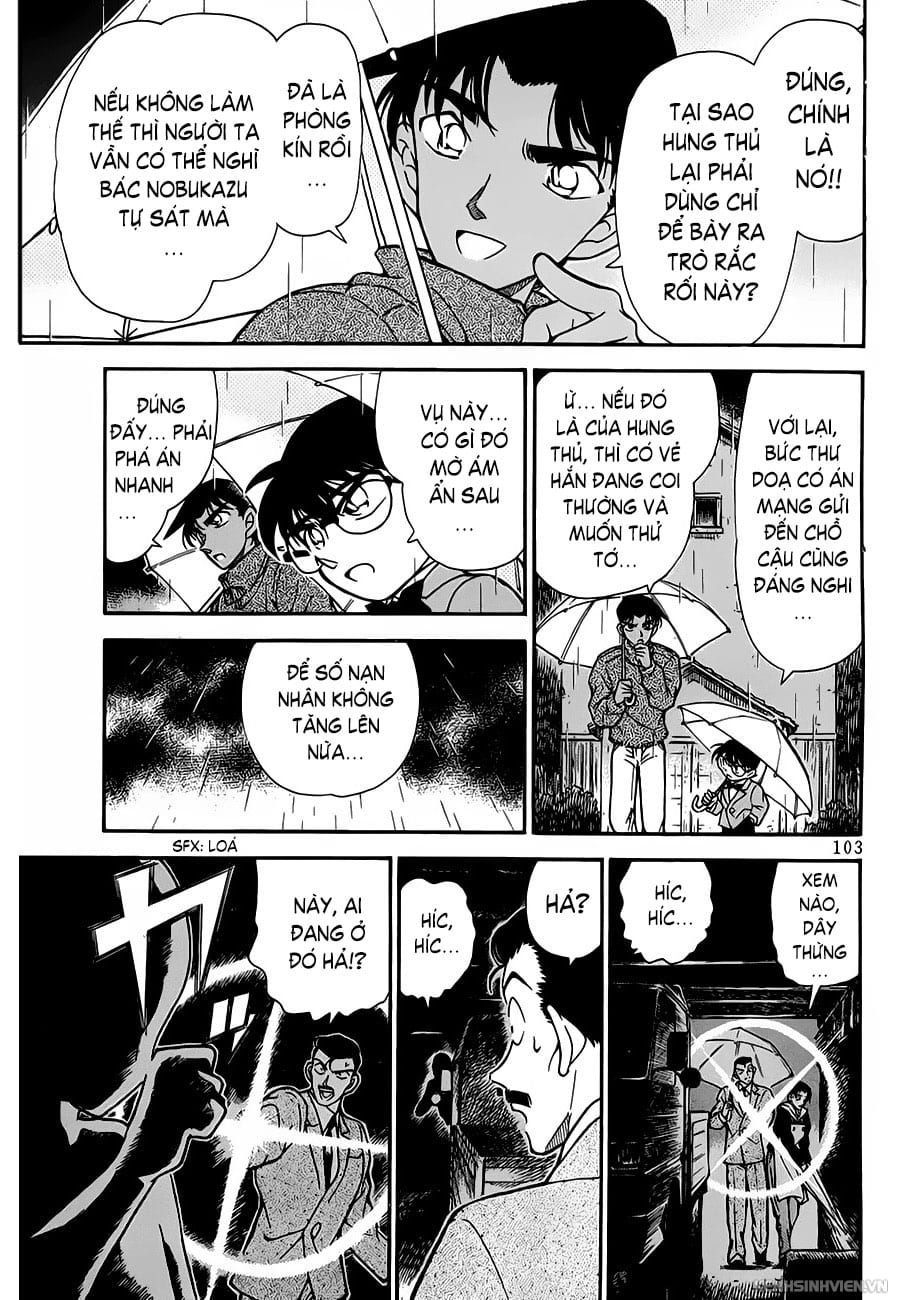 ĐÚNG,
CHÍNH
LÀ
NÓ!!
TẠI SAO
HUNG THỦ
LẠI PHẢI
DÙNG CHỈ
ĐỂ BÀY RA
TRÒ RẮC
RỐI NÀY?
ĐÃ LÀ
PHÒNG
KÍN RỒI
...
NẾU KHÔNG LÀM
THẾ THÌ NGƯỜI TA
VẪN CÓ THỂ NGHĨ
BÁC NOBUKAZU
TỰ SÁT MÀ
...
VỚI LẠI,
BỨC THƯ
DOẠ CÓ ÁN
MẠNG GỬI
ĐẾN CHỖ
CẬU CŨNG
ĐÁNG NGHI
...
Ừ... NẾU ĐÓ
LÀ CỦA HUNG
THỦ, THÌ CÓ VẺ
HẮN ĐANG COI
THƯỜNG VÀ
MUỐN THỬ
TỚ...
VỤ NÀY...
CÓ GÌ ĐÓ
MỜ ÁM
ẨN SAU
...
ĐÚNG
ĐẤY... PHẢI
PHÁ ÁN
NHANH
...
ĐỂ SỐ NẠN
NHÂN KHÔNG
TĂNG LÊN
NỮA...
SFX: LOÁ
103
XEM
NÀO,
DÂY
THỪNG
...
HÍC,
HÍC...
HẢ?
HÍC,
HÍC...
NÀY, AI
ĐANG Ở
ĐÓ HẢ!?
カッ